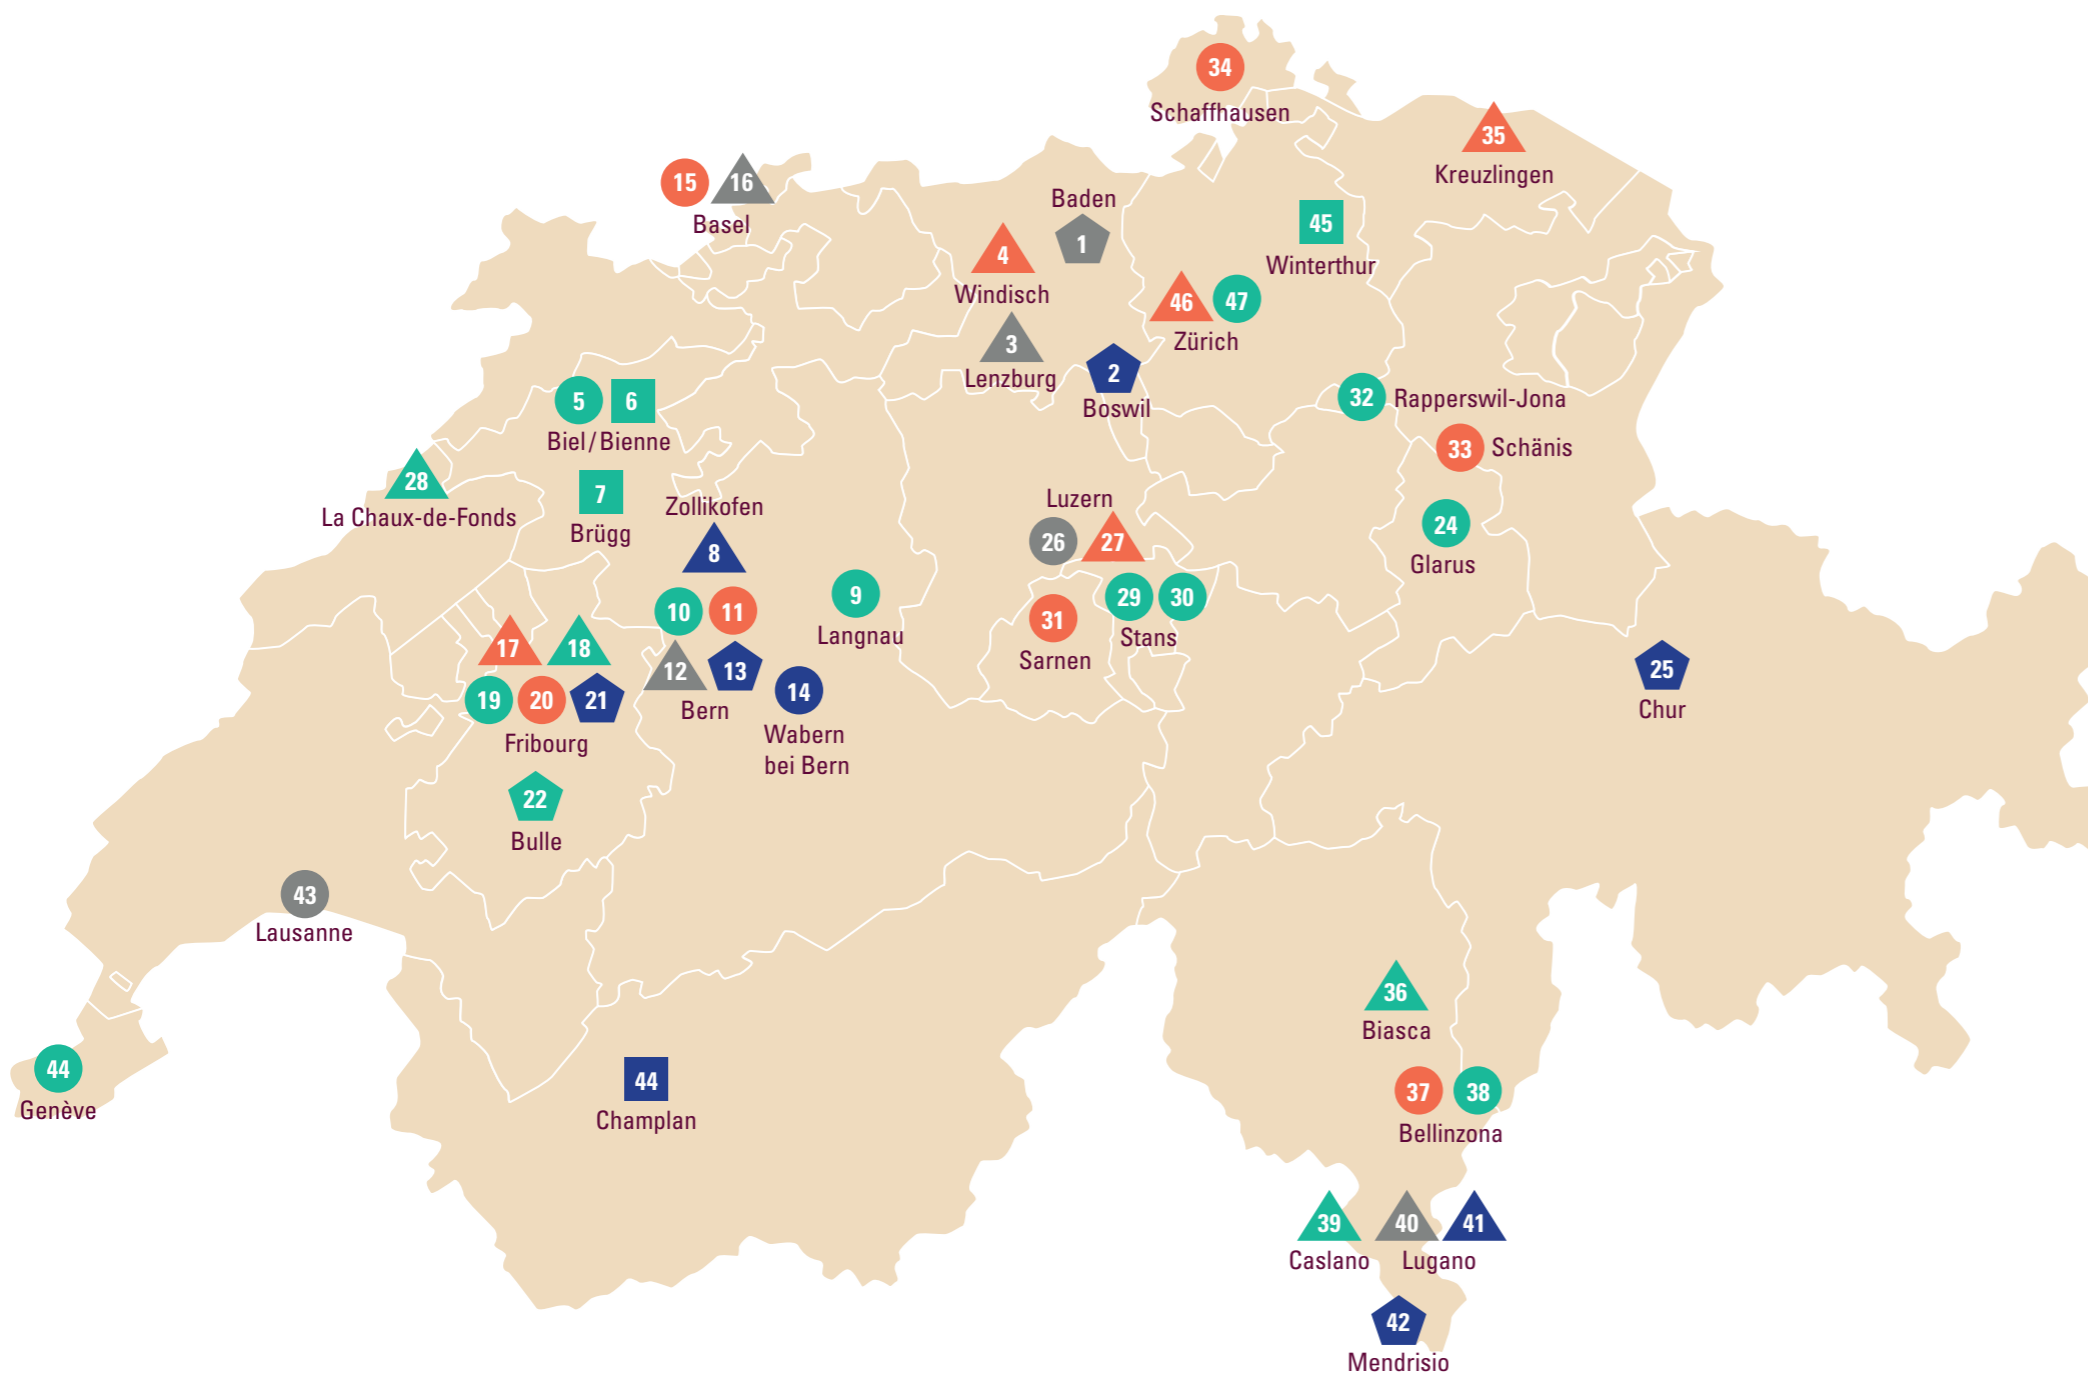 34
Schaffhausen
35
Kreuzlingen
15 16
Basel
Baden
1
4
Windisch
45
Winterthur
46 47
Zürich
3
Lenzburg
2
Boswil
5 6
Biel/Bienne
32 Rapperswil-Jona
33 Schänis
28
La Chaux-de-Fonds
7
Brügg
Zollikofen
8
Luzern
26 27
24
Glarus
9
Langnau
10 11
12 13
Bern
14
Wabern
bei Bern
29 30
Stans
31
Sarnen
17 18
19 20 21
Fribourg
25
Chur
22
Bulle
43
Lausanne
36
Biasca
44
Genève
44
Champlan
37 38
Bellinzona
39
Caslano
40 41
Lugano
42
Mendrisio